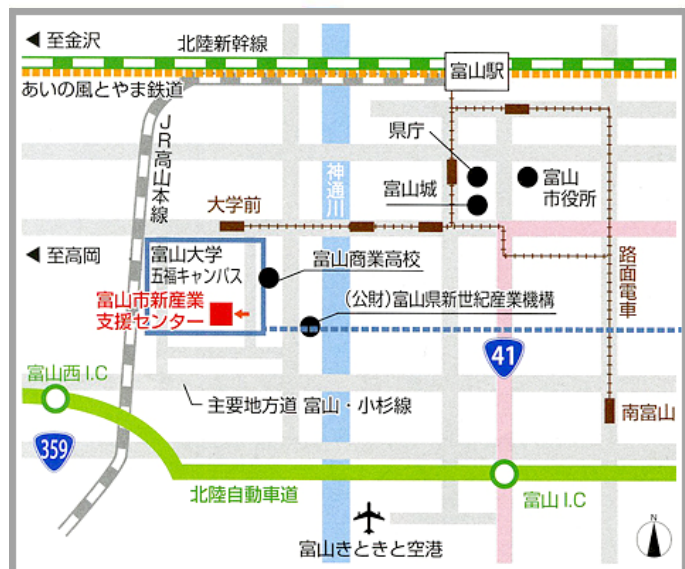 ◀ 至金沢
北陸新幹線
富山駅
あいの風とやま鉄道
JR高山本線
県庁
神通川
富山城
富山
市役所
大学前
◀ 至高岡
富山大学
五福キャンパス
富山商業高校
路面電車
富山市新産業
支援センター
(公財)富山県新世紀産業機構
41
富山西I.C
主要地方道 富山・小杉線
南富山
359
北陸自動車道
富山I.C
富山きときと空港
N